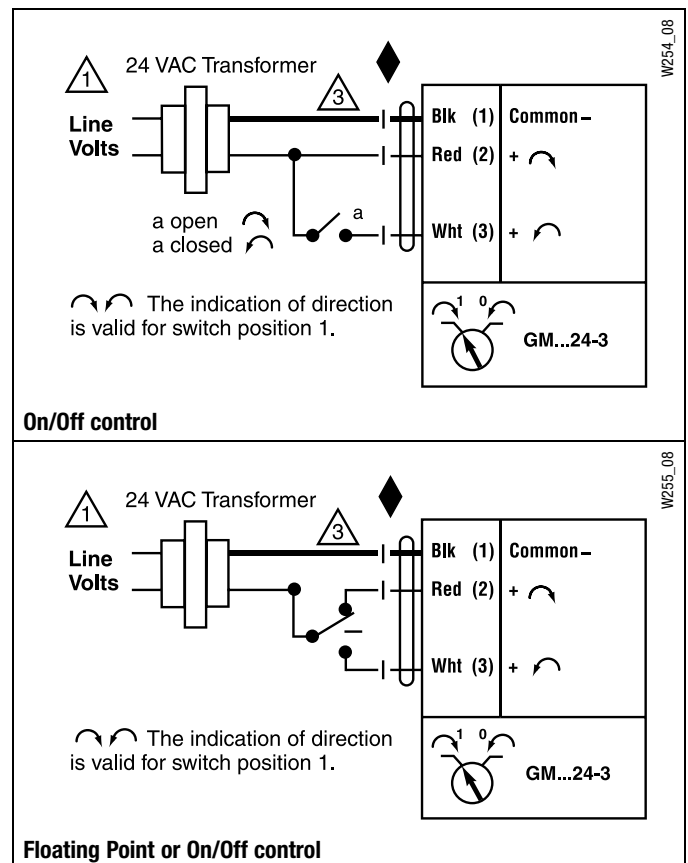 W254_08
1 24 VAC Transformer
3
Line
Volts
Blk (1) Common –
Red (2) +
a open
a closed
a
Wht (3) +
The indication of direction
is valid for switch position 1.
1 0
GM...24-3
On/Off control
W255_08
1 24 VAC Transformer
3
Line
Volts
Blk (1) Common –
Red (2) +
Wht (3) +
The indication of direction
is valid for switch position 1.
1 0
GM...24-3
Floating Point or On/Off control